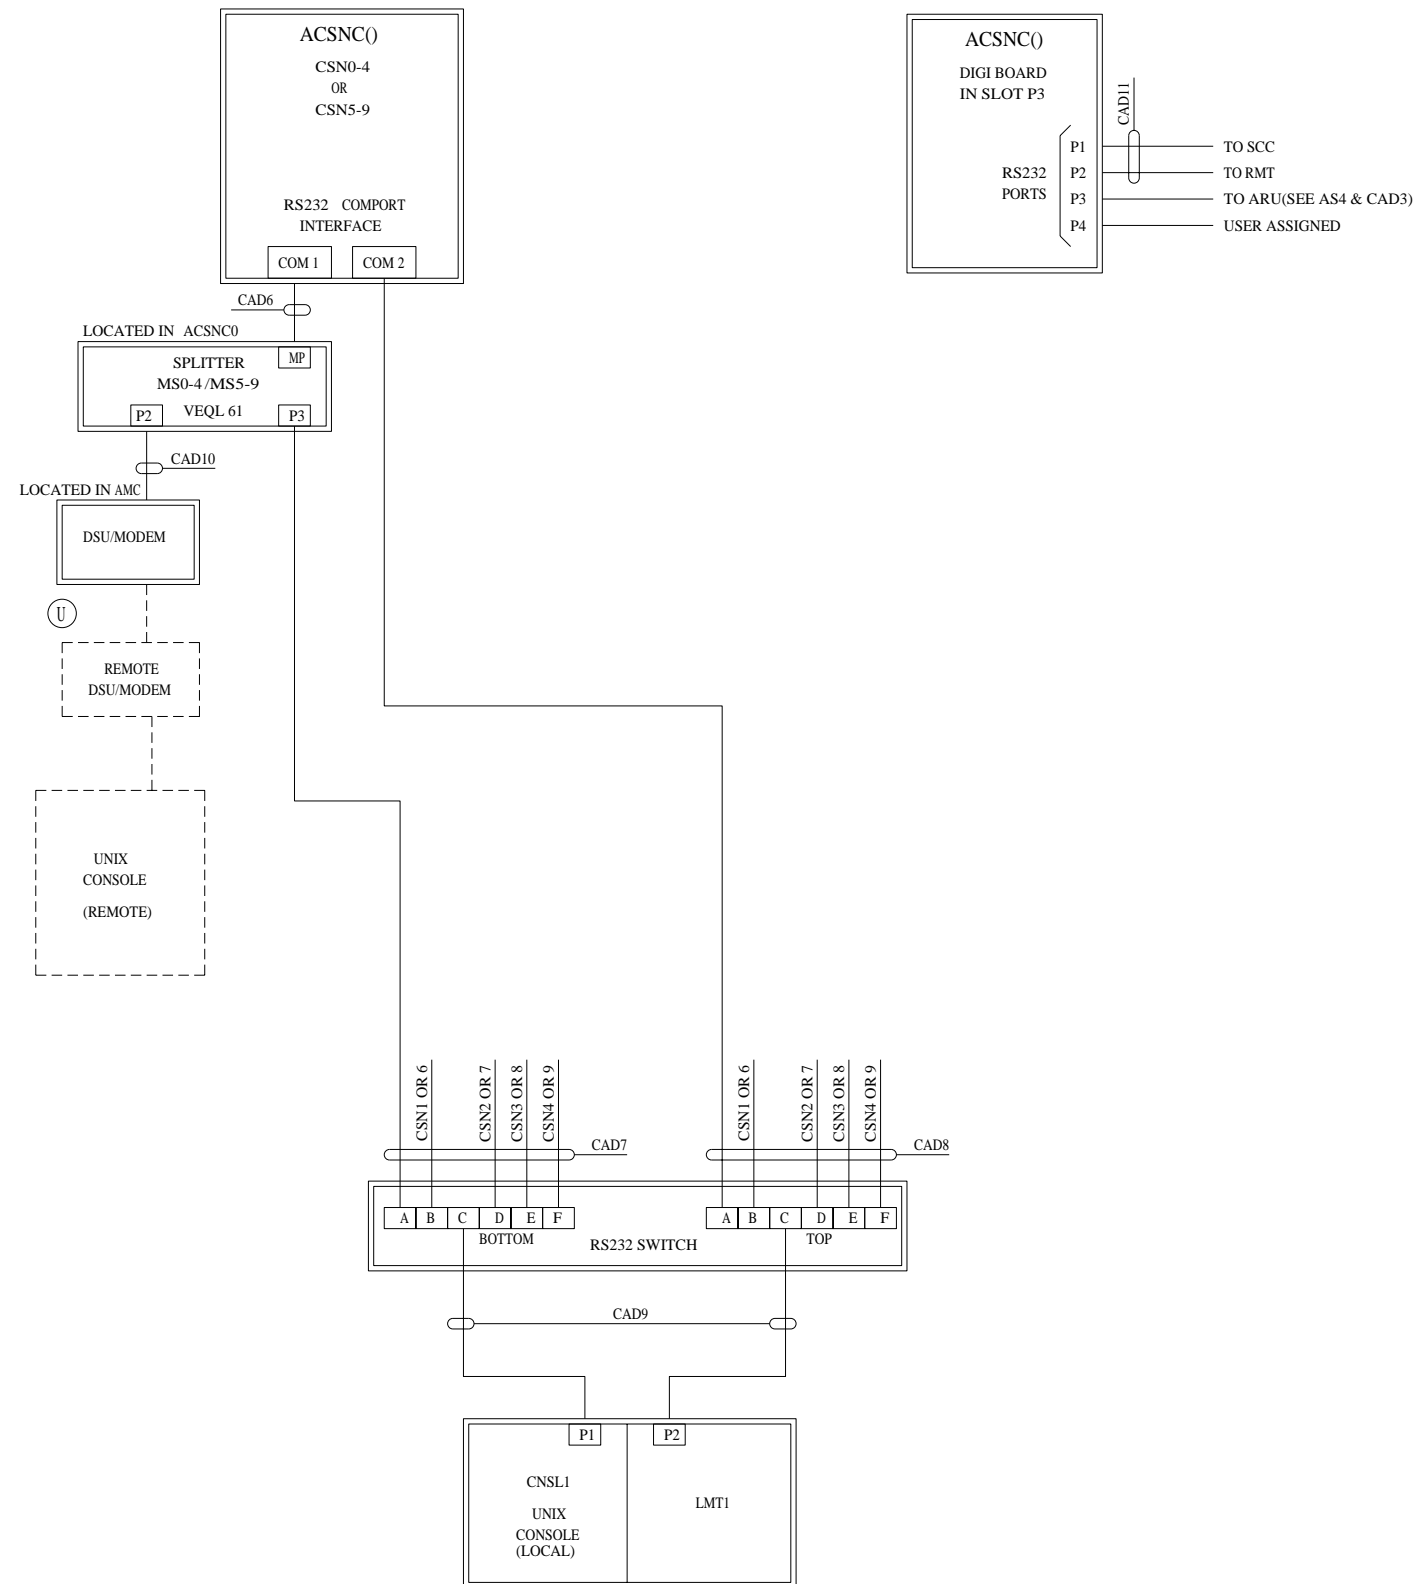 ACSNC()
CSN0-4
OR
CSN5-9
RS232 COMPORT
INTERFACE
COM 1
COM 2
CAD6
LOCATED IN ACSNC0
SPLITTER
MP
MS0-4/MS5-9
P2
VEQL 61
P3
CAD10
LOCATED IN AMC
DSU/MODEM
U
REMOTE
DSU/MODEM
UNIX
CONSOLE
(REMOTE)
ACSNC()
DIGI BOARD
IN SLOT P3
CAD11
RS232
PORTS
P1
TO SCC
P2
TO RMT
P3
TO ARU(SEE AS4 & CAD3)
P4
USER ASSIGNED
CSN1 OR 6
CSN2 OR 7
CSN3 OR 8
CSN4 OR 9
CAD7
CSN1 OR 6
CSN2 OR 7
CSN3 OR 8
CSN4 OR 9
CAD8
A B C D E F
BOTTOM
RS232 SWITCH
A B C D E F
TOP
CAD9
P1
P2
CNSL1
UNIX
CONSOLE
(LOCAL)
LMT1